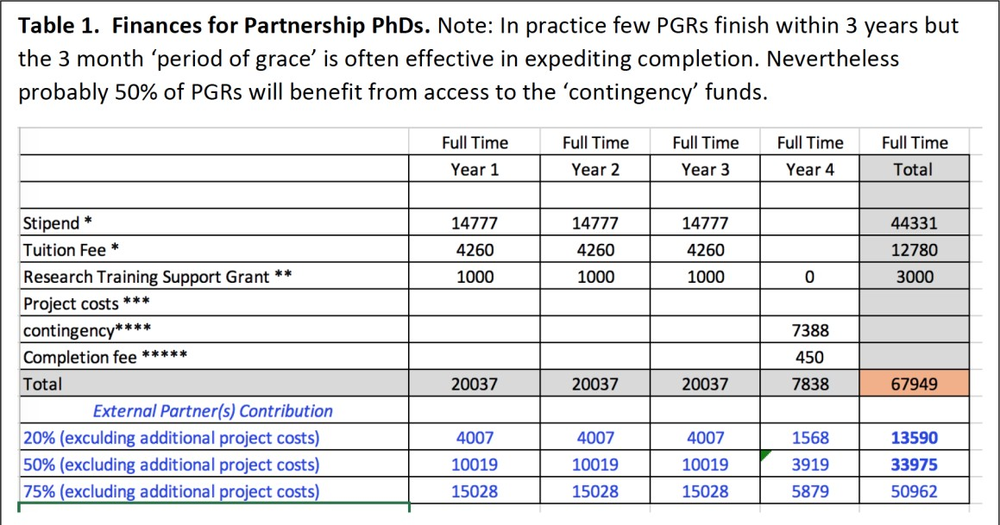 Table 1. Finances for Partnership PhDs. Note: In practice few PGRs finish within 3 years but
the 3 month ‘period of grace’ is often effective in expediting completion. Nevertheless
probably 50% of PGRs will benefit from access to the ‘contingency’ funds.
Full Time Full Time Full Time Full Time Full Time
Year 1 Year 2 Year 3 Year 4 Total
Stipend * 14777 14777 14777 44331
Tuition Fee * 4260 4260 4260 12780
Research Training Support Grant ** 1000 1000 1000 0 3000
Project costs ***
contingency**** 7388
Completion fee ***** 450
Total 20037 20037 20037 7838 67949
External Partner(s) Contribution
20% (exculding additional project costs) 4007 4007 4007 1568 13590
50% (excluding additional project costs) 10019 10019 10019 3919 33975
75% (excluding additional project costs) 15028 15028 15028 5879 50962